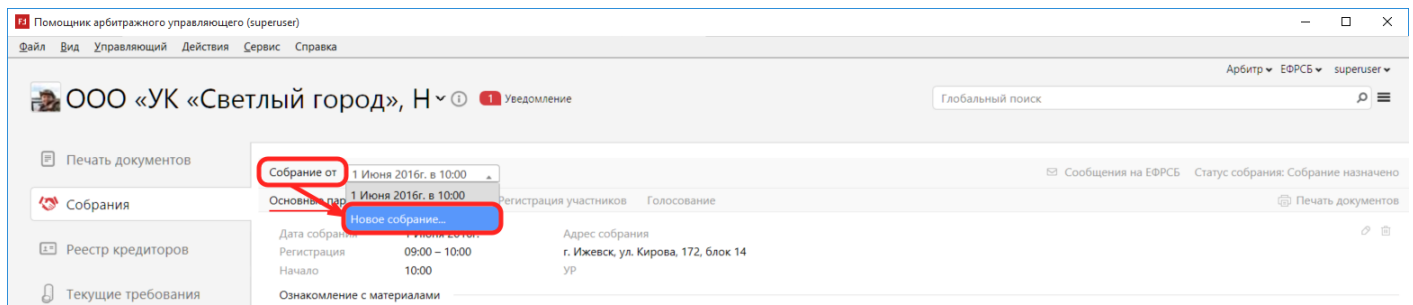 Помощник арбитражного управляющего (superuser)
Файл Вид Управляющий Действия Сервис Справка
Арбитр ЕФРСБ superuser
ООО «УК «Светлый город», Н 1 Уведомление Глобальный поиск
Печать документов
Собрание от 1 Июня 2016г. в 10:00 Сообщения на ЕФРСБ Статус собрания: Собрание назначено
Собрания
1 Июня 2016г. в 10:00
Основные пар Регистрация участников Голосование Печать документов
Новое собрание...
Дата собрания 1 Июня 2016г. Адрес собрания
Реестр кредиторов
Регистрация 09:00 – 10:00 г. Ижевск, ул. Кирова, 172, блок 14
Начало 10:00 УР
Текущие требования
Ознакомление с материалами